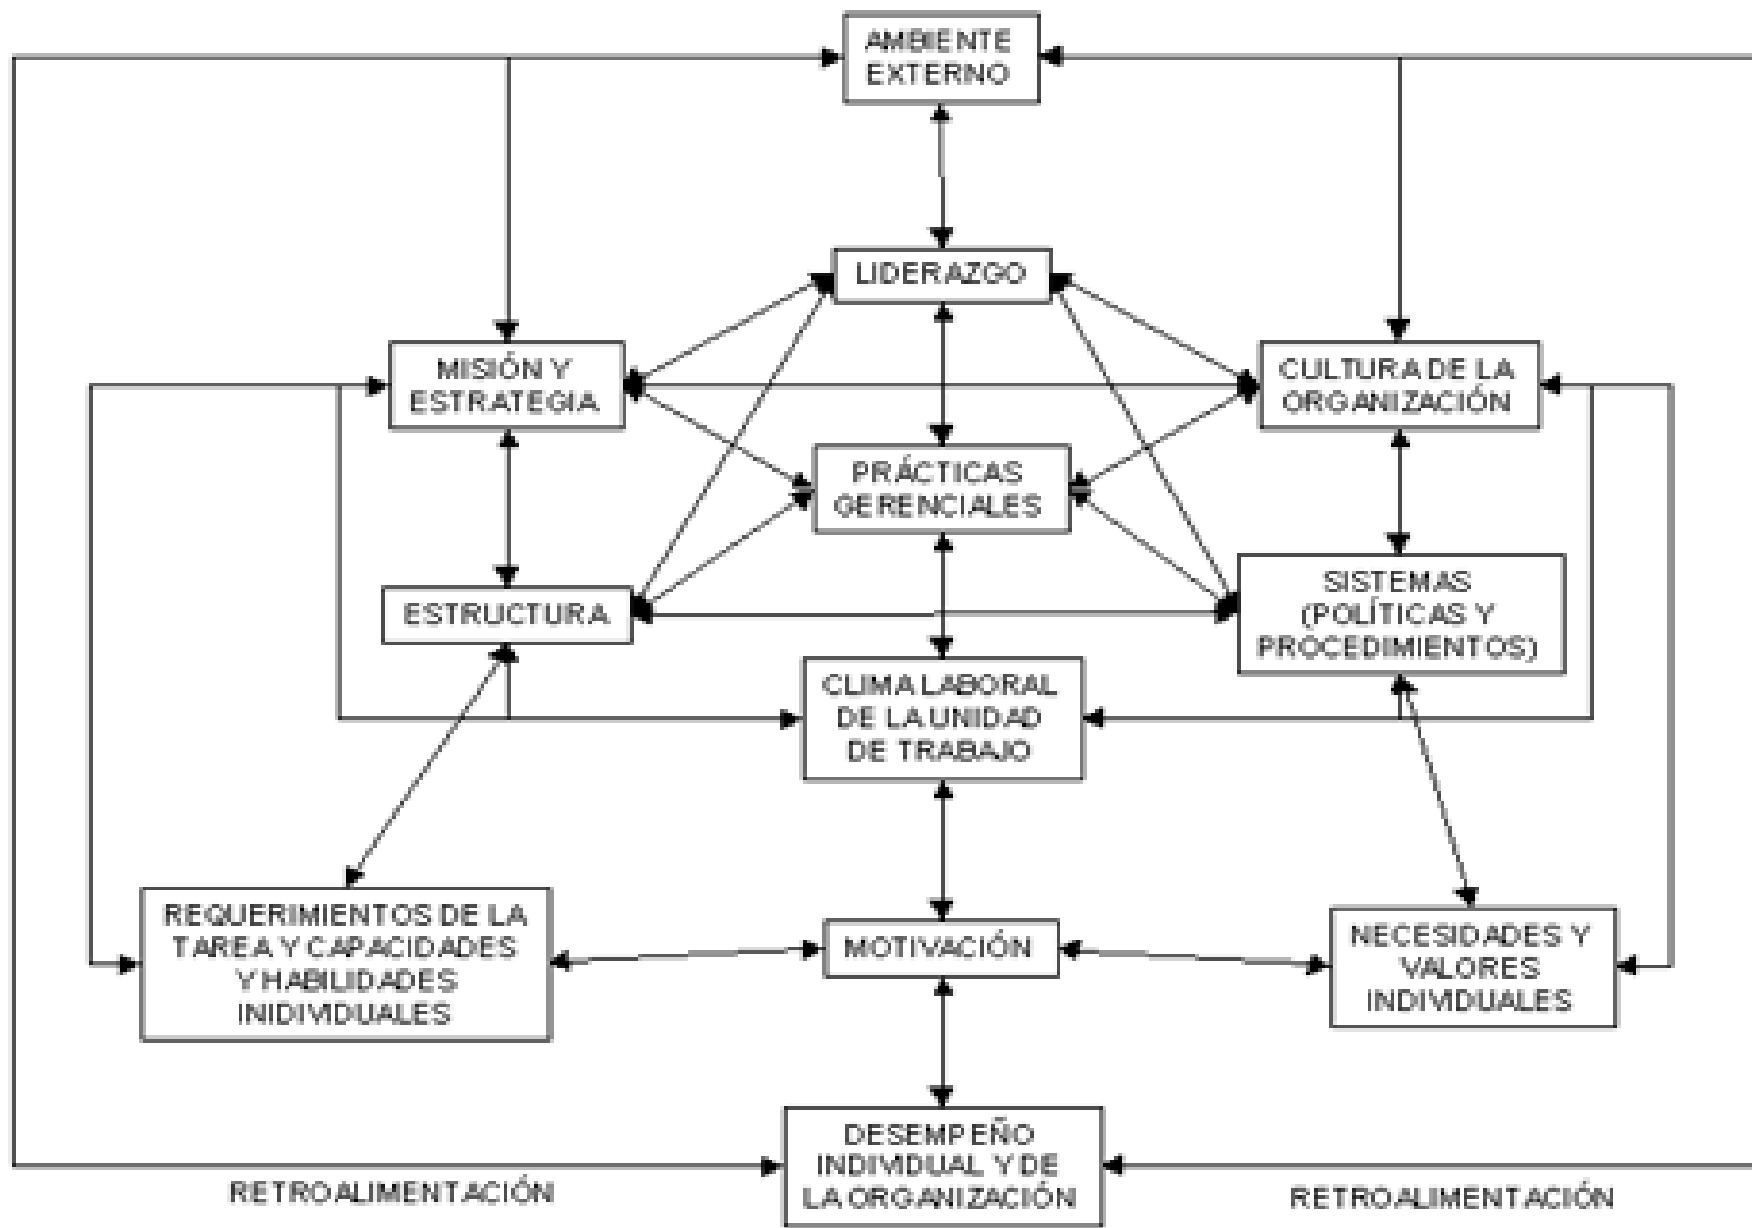 AMBIENTE
EXTERNO
LIDERAZGO
MISIÓN Y
ESTRATEGIA
CULTURA DE LA
ORGANIZACIÓN
PRÁCTICAS
GERENCIALES
ESTRUCTURA
SISTEMAS
(POLÍTICAS Y
PROCEDIMIENTOS)
CLIMA LABORAL
DE LA UNIDAD
DE TRABAJO
REQUERIMIENTOS DE LA
TAREA Y CAPACIDADES
Y HABILIDADES
INIDIVIDUALES
MOTIVACIÓN
NECESIDADES Y
VALORES
INDIVIDUALES
DESEMPEÑO
INDIVIDUAL Y DE
LA ORGANIZACIÓN
RETROALIMENTACIÓN
RETROALIMENTACIÓN